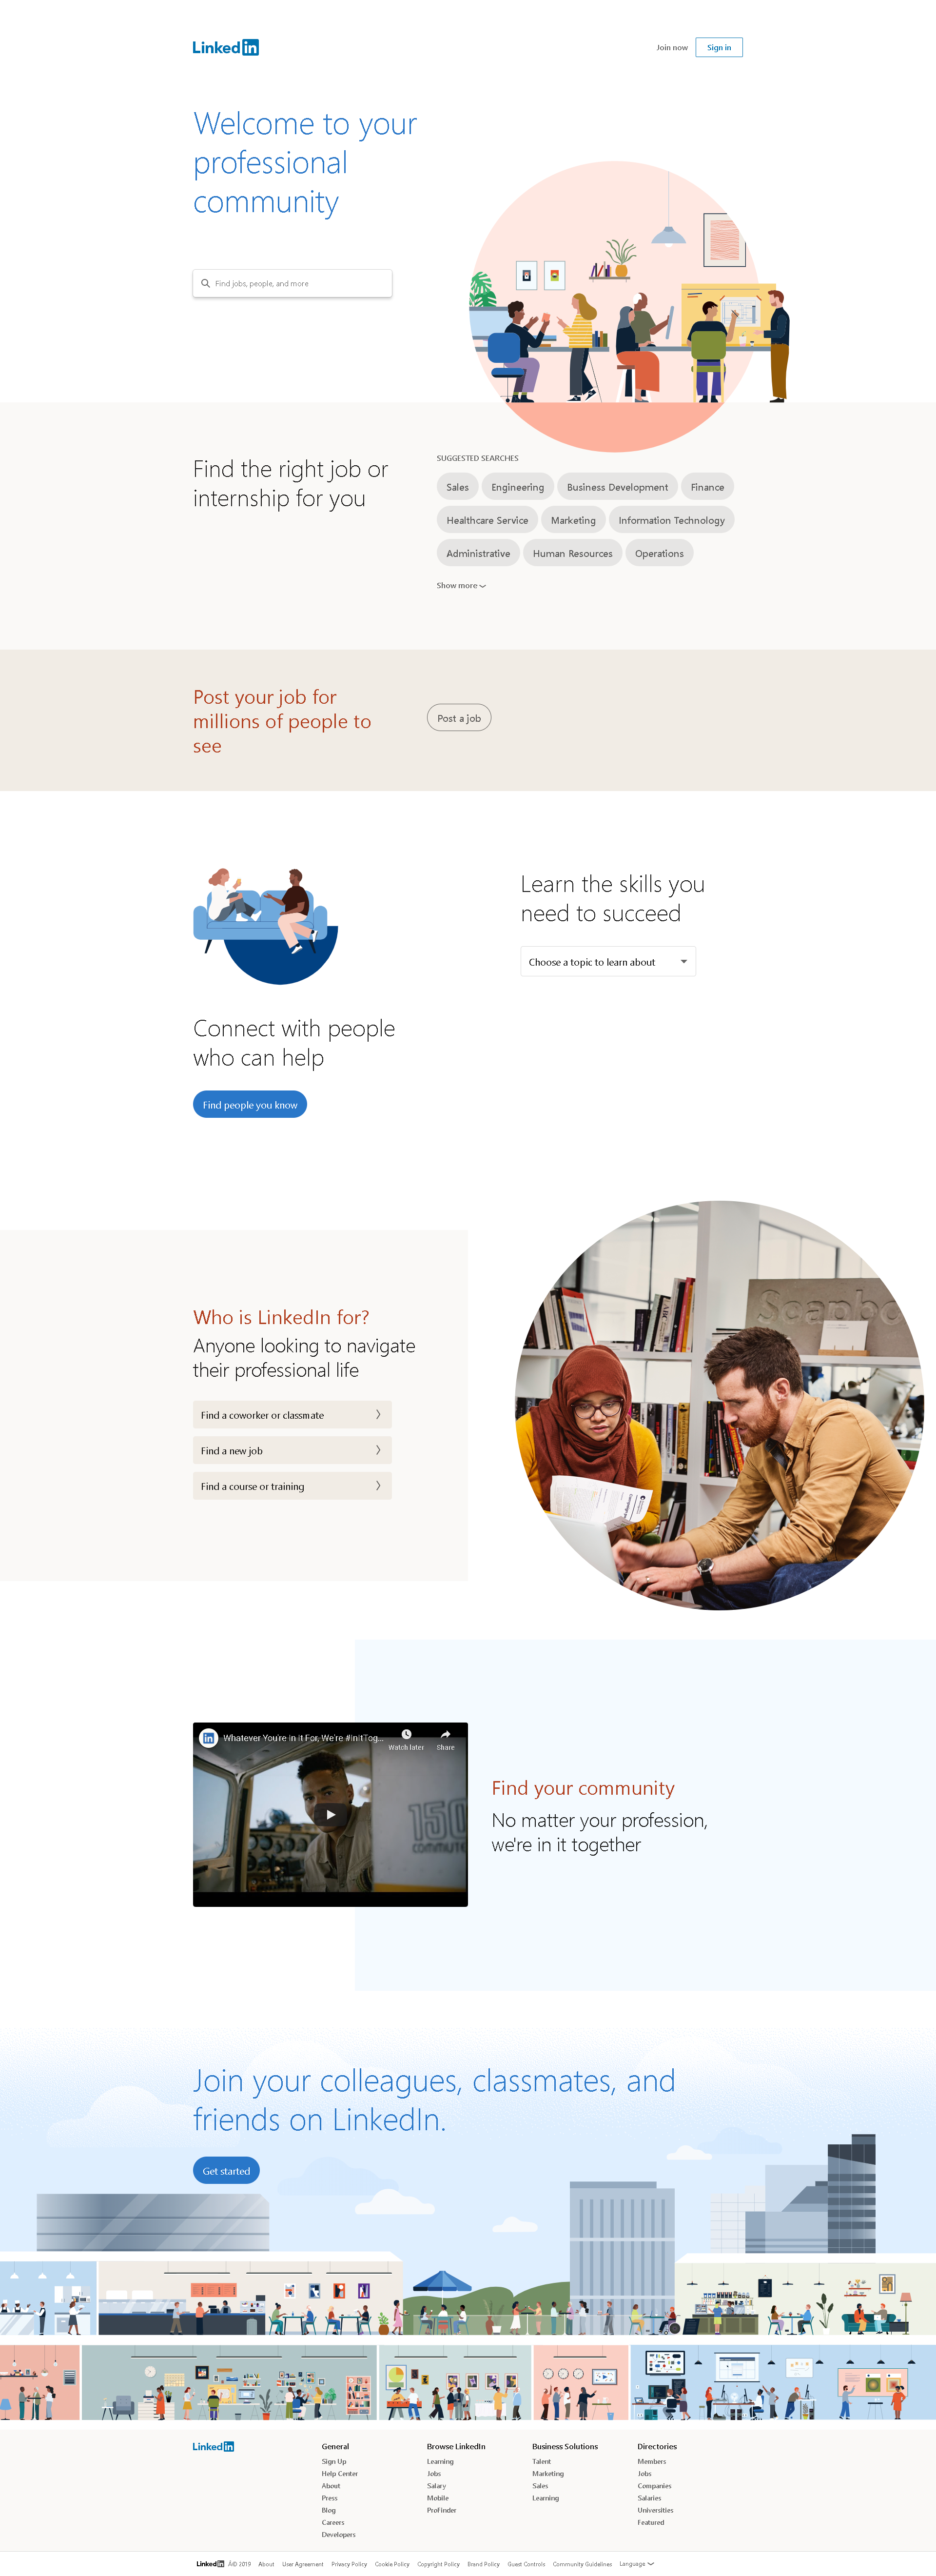 LinkedIn
Join now
Sign in
Welcome to your
professional
community
Find jobs, people, and more
Find the right job or
internship for you
SUGGESTED SEARCHES
Sales
Engineering
Business Development
Finance
Healthcare Service
Marketing
Information Technology
Administrative
Human Resources
Operations
Show more
Post your job for
millions of people to
see
Post a job
Learn the skills you
need to succeed
Choose a topic to learn about
Connect with people
who can help
Find people you know
Who is LinkedIn for?
Anyone looking to navigate
their professional life
Find a coworker or classmate
Find a new job
Find a course or training
Whatever You're in It For, We're #InItTog...
Watch later
Share
150
COMMUTE
Find your community
No matter your profession,
we're in it together
Join your colleagues, classmates, and
friends on LinkedIn.
Get started
LinkedIn
General
Sign Up
Help Center
About
Press
Blog
Careers
Developers
Browse LinkedIn
Learning
Jobs
Salary
Mobile
ProFinder
Business Solutions
Talent
Marketing
Sales
Learning
Directories
Members
Jobs
Companies
Salaries
Universities
Featured
LinkedIn © 2019 About User Agreement Privacy Policy Cookie Policy Copyright Policy Brand Policy Guest Controls Community Guidelines Language